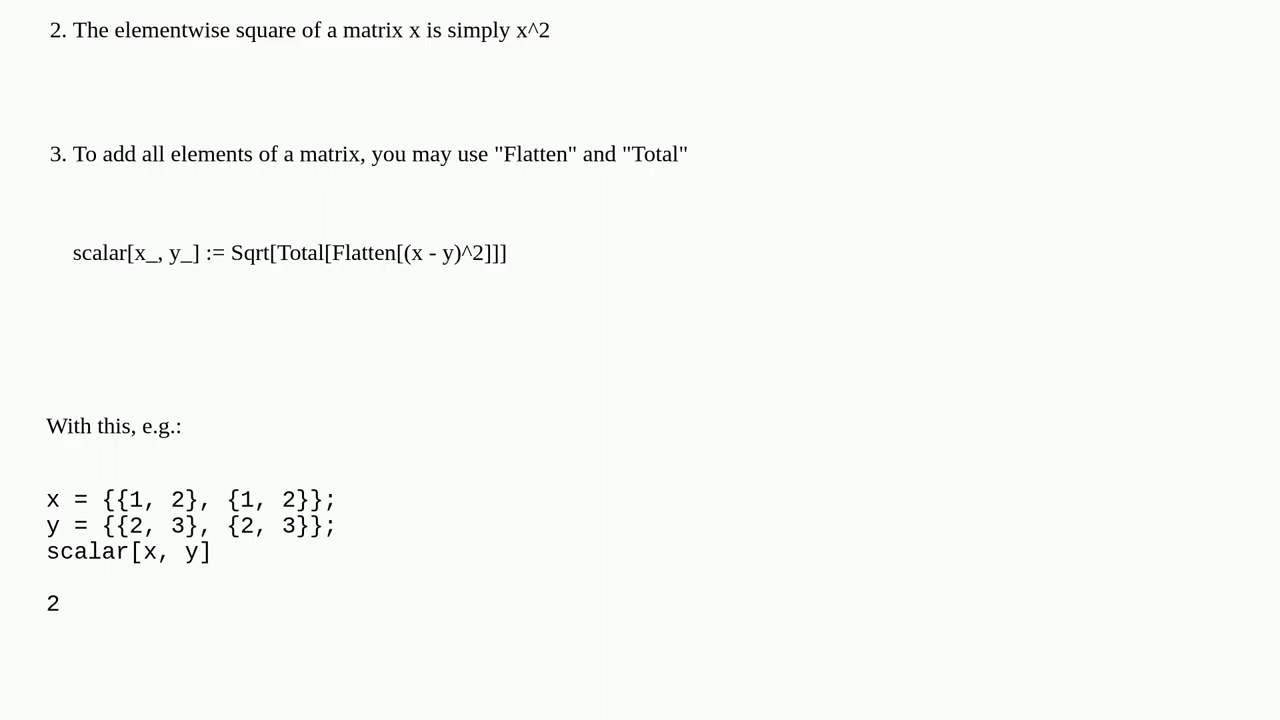 2. The elementwise square of a matrix x is simply x^2
3. To add all elements of a matrix, you may use "Flatten" and "Total"
scalar[x_, y_] := Sqrt[Total[Flatten[(x - y)^2]]]
With this, e.g.:
x = {{1, 2}, {1, 2}};
y = {{2, 3}, {2, 3}};
scalar[x, y]
2